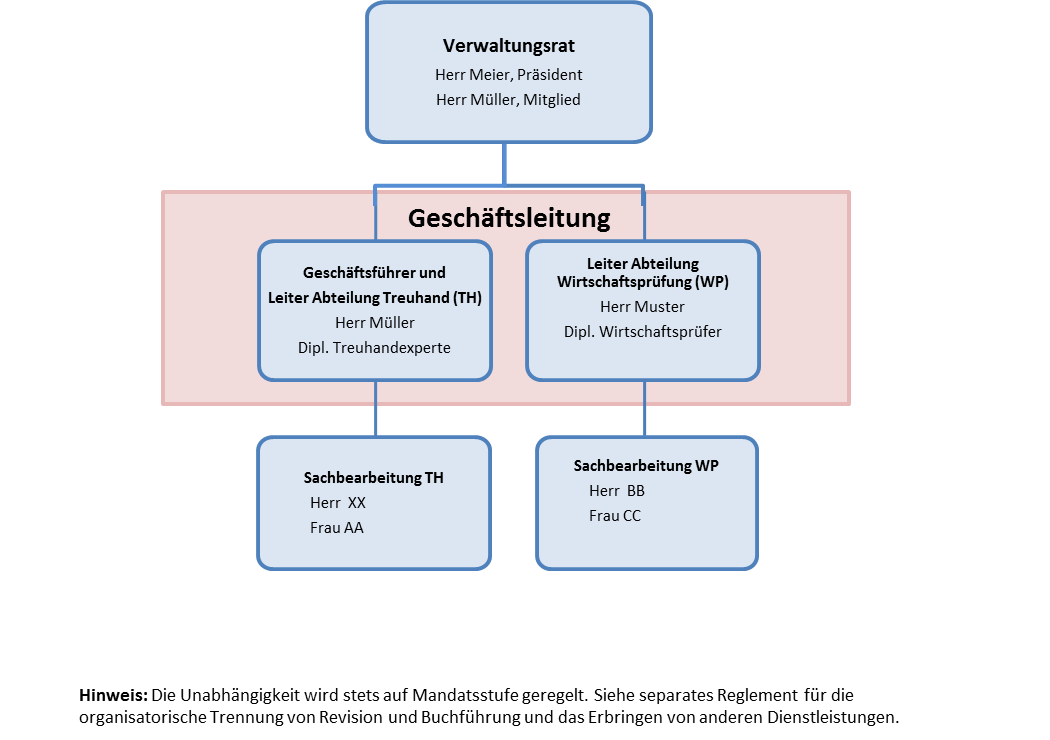 Verwaltungsrat
Herr Meier, Präsident
Herr Müller, Mitglied
Geschäftsleitung
Geschäftsführer und
Leiter Abteilung Treuhand (TH)
Herr Müller
Dipl. Treuhandexperte
Leiter Abteilung
Wirtschaftsprüfung (WP)
Herr Muster
Dipl. Wirtschaftsprüfer
Sachbearbeitung TH
Herr XX
Frau AA
Sachbearbeitung WP
Herr BB
Frau CC
Hinweis: Die Unabhängigkeit wird stets auf Mandatsstufe geregelt. Siehe separates Reglement für die
organisatorische Trennung von Revision und Buchführung und das Erbringen von anderen Dienstleistungen.